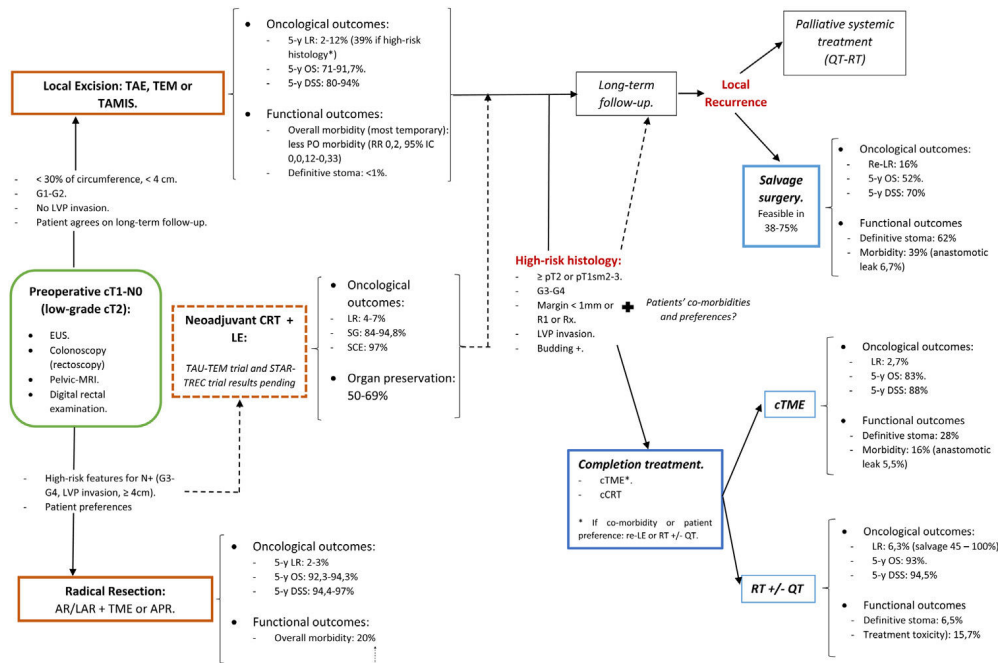 Local Excision: TAE, TEM or
TAMIS.
Oncological outcomes:
- 5-y LR: 2-12% (39% if high-risk
histology*)
- 5-y OS: 71-91,7%.
- 5-y DSS: 80-94%
Functional outcomes:
- Overall morbidity (most temporary):
less PO morbidity (RR 0,2, 95% IC
0,0,12-0,33)
- Definitive stoma: <1%.
- < 30% of circumference, < 4 cm.
- G1-G2.
- No LVP invasion.
- Patient agrees on long-term follow-up.
Preoperative cT1-N0
(low-grade cT2):
• EUS.
• Colonoscopy
(rectoscopy)
• Pelvic-MRI.
• Digital rectal
examination.
Neoadjuvant CRT +
LE:
TAU-TEM trial and STAR-
TREC trial results pending
• Oncological
outcomes:
- LR: 4-7%
- SG: 84-94,8%
- SCE: 97%
• Organ preservation:
50-69%
- High-risk features for N+ (G3-
G4, LVP invasion, ≥ 4cm).
- Patient preferences
Radical Resection:
AR/LAR + TME or APR.
• Oncological outcomes:
- 5-y LR: 2-3%
- 5-y OS: 92,3-94,3%
- 5-y DSS: 94,4-97%
• Functional outcomes:
- Overall morbidity: 20%
Long-term
follow-up.
Local
Recurrence
Palliative systemic
treatment
(QT-RT)
Salvage
surgery.
Feasible in
38-75%
• Oncological outcomes:
- Re-LR: 16%
- 5-y OS: 52%.
- 5-y DSS: 70%
• Functional outcomes
- Definitive stoma: 62%
- Morbidity: 39% (anastomotic
leak 6,7%)
High-risk histology:
- ≥ pT2 or pT1sm2-3.
- G3-G4
- Margin < 1mm or
R1 or Rx.
- LVP invasion.
- Budding +.
Patients' co-morbidities
and preferences?
Completion treatment.
- cTME*.
- cCRT
* If co-morbidity or patient
preference: re-LE or RT +/- QT.
cTME
• Oncological outcomes:
- LR: 2,7%
- 5-y OS: 83%.
- 5-y DSS: 88%
• Functional outcomes
- Definitive stoma: 28%
- Morbidity: 16% (anastomotic
leak 5,5%)
RT +/- QT
• Oncological outcomes:
- LR: 6,3% (salvage 45 – 100%)
- 5-y OS: 93%.
- 5-y DSS: 94,5%
• Functional outcomes
- Definitive stoma: 6,5%
- Treatment toxicity): 15,7%